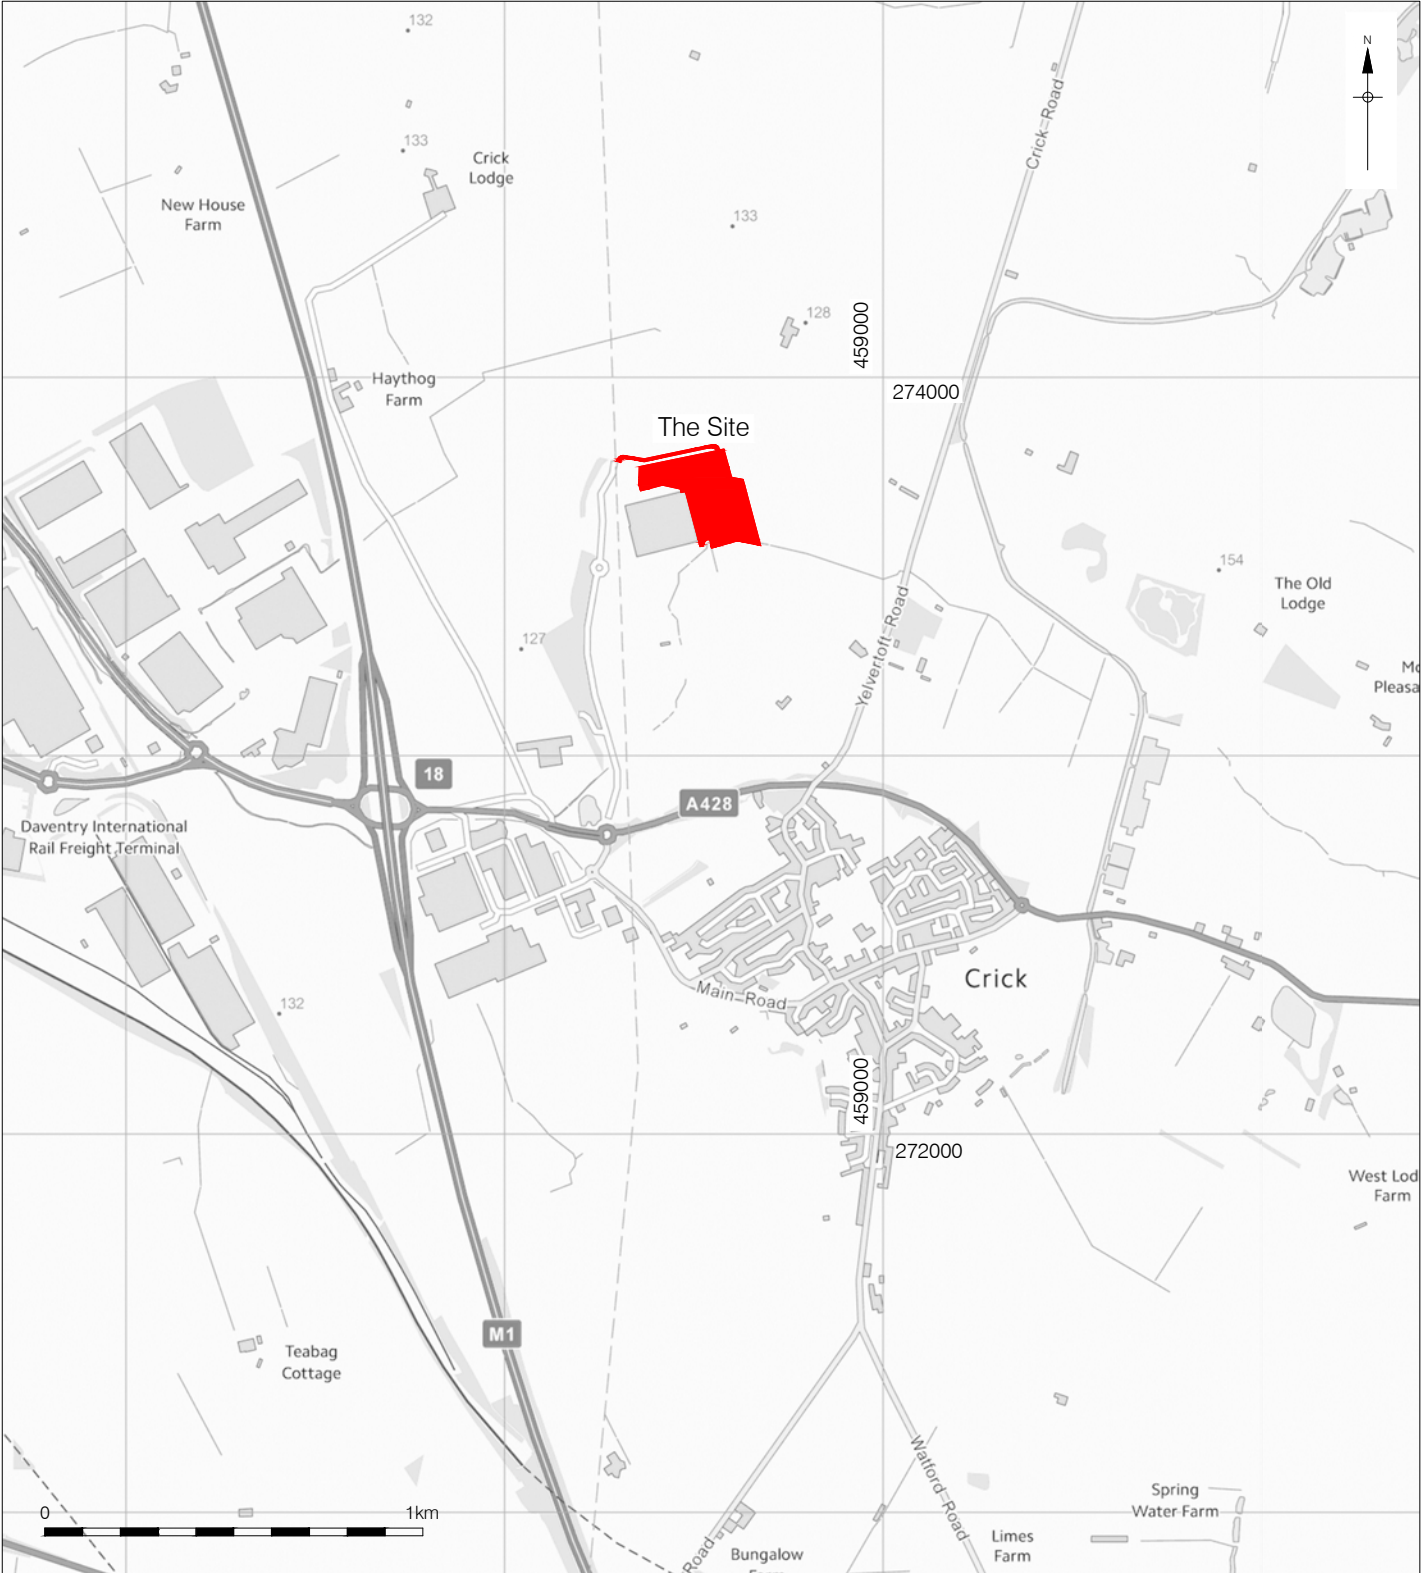 132
N
133
Crick
Lodge
Crick Road
New House
Farm
133
128
459000
274000
Haythog
Farm
The Site
154
The Old
Lodge
127
Yelvertoft Road
Pleasa
18
A428
Daventry International
Rail Freight Terminal
Crick
Main Road
132
459000
272000
West Lod
Farm
M1
Teabag
Cottage
Watford Road
Spring
Water Farm
0
1km
Limes
Farm
Road
Bungalow